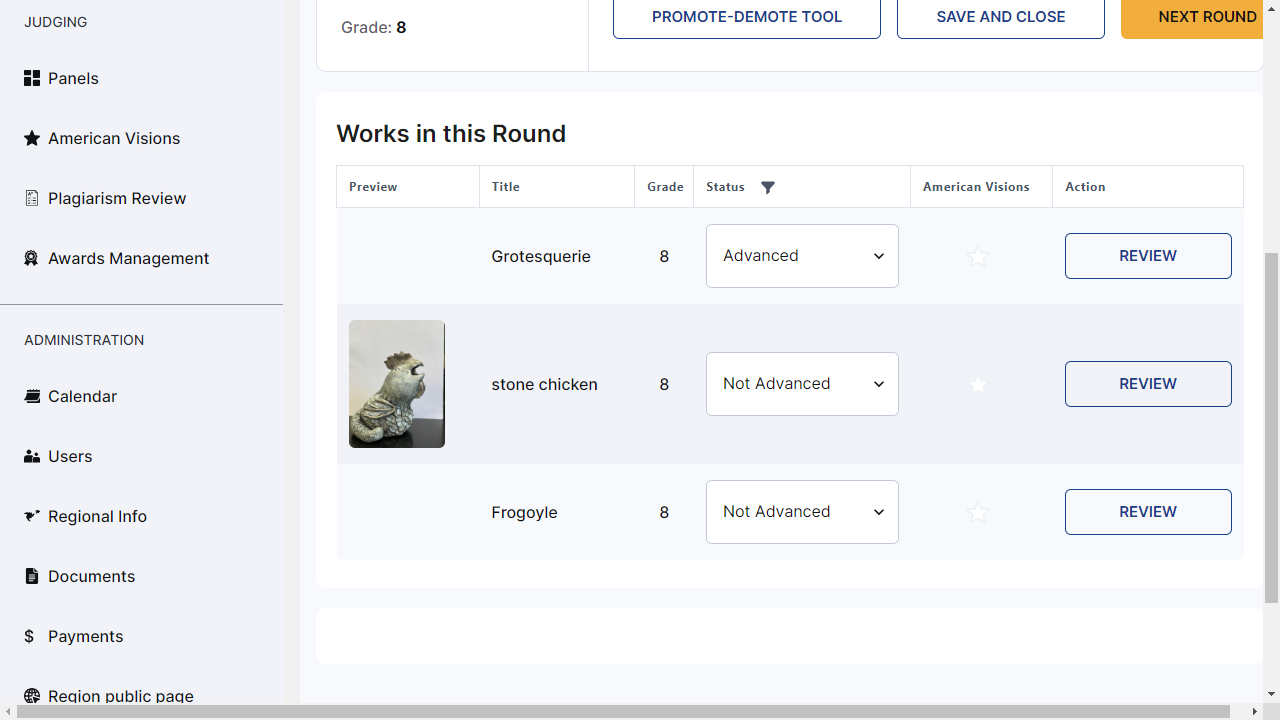 JUDGING
Panels
American Visions
Plagiarism Review
Awards Management
ADMINISTRATION
Calendar
Users
Regional Info
Documents
Payments
Region public page
Grade: 8
PROMOTE-DEMOTE TOOL
SAVE AND CLOSE
NEXT ROUND
Works in this Round
Preview Title Grade Status American Visions Action
Grotesquerie 8 Advanced REVIEW
stone chicken 8 Not Advanced REVIEW
Frogoyle 8 Not Advanced REVIEW